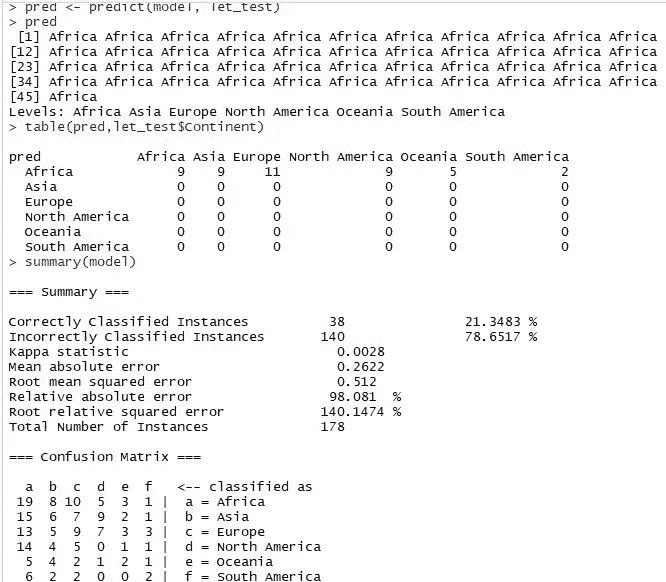 > pred <- predict(model, let_test)
> pred
[1] Africa Africa Africa Africa Africa Africa Africa Africa Africa Africa Africa
[12] Africa Africa Africa Africa Africa Africa Africa Africa Africa Africa Africa
[23] Africa Africa Africa Africa Africa Africa Africa Africa Africa Africa Africa
[34] Africa Africa Africa Africa Africa Africa Africa Africa Africa Africa Africa
[45] Africa
Levels: Africa Asia Europe North America Oceania South America
> table(pred,let_test$Continent)
pred Africa Asia Europe North America Oceania South America
Africa 9 9 11 9 5 2
Asia 0 0 0 0 0 0
Europe 0 0 0 0 0 0
North America 0 0 0 0 0 0
Oceania 0 0 0 0 0 0
South America 0 0 0 0 0 0
> summary(model)
=== Summary ===
Correctly Classified Instances 38 21.3483 %
Incorrectly Classified Instances 140 78.6517 %
Kappa statistic 0.0028
Mean absolute error 0.2622
Root mean squared error 0.512
Relative absolute error 98.081 %
Root relative squared error 140.1474 %
Total Number of Instances 178
=== Confusion Matrix ===
a b c d e f <-- classified as
19 8 10 5 3 1 | a = Africa
15 6 7 9 2 1 | b = Asia
13 5 9 7 3 3 | c = Europe
14 4 5 0 1 1 | d = North America
5 4 2 1 2 1 | e = Oceania
6 2 2 0 0 2 | f = South America